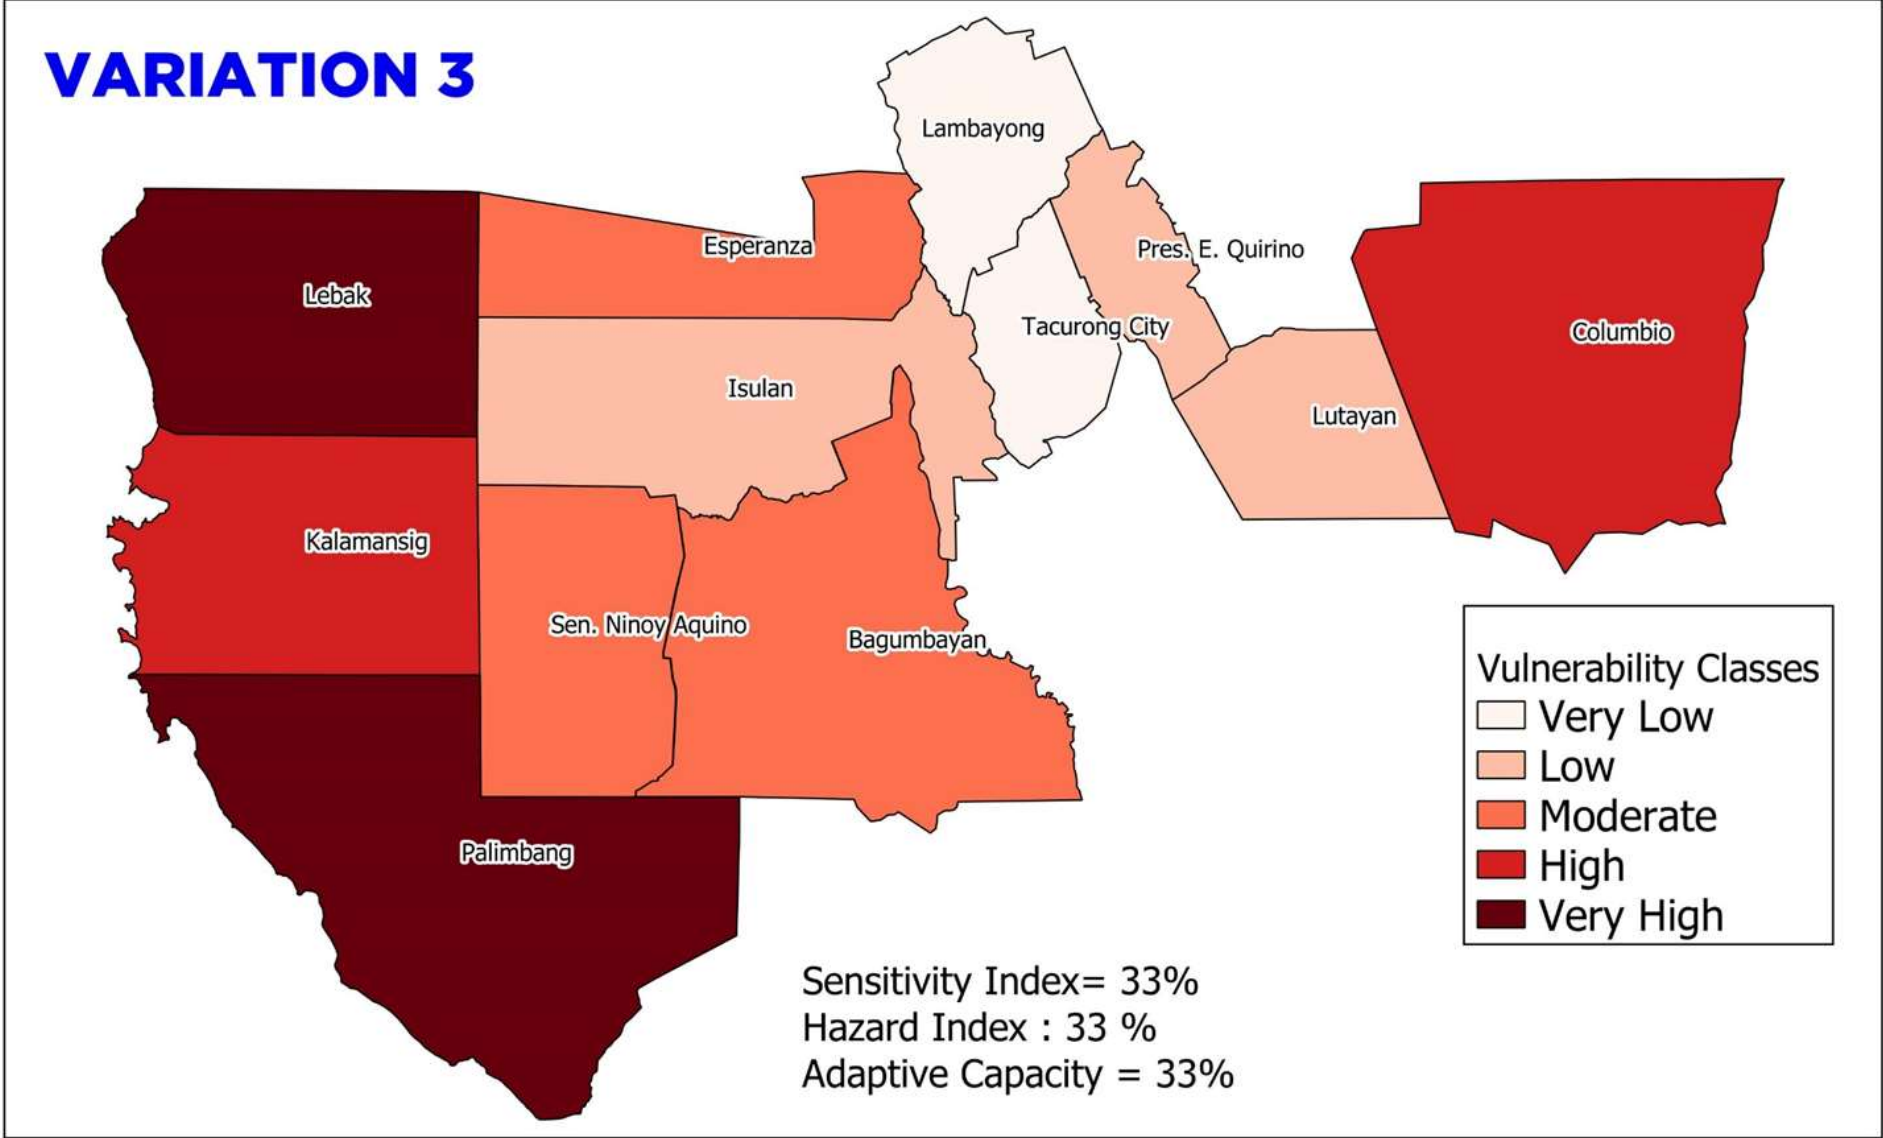 VARIATION 3
Lambayong
Esperanza
Pres. E. Quirino
Lebak
Tacurong City
Columbio
Isulan
Lutayan
Kalamansig
Sen. Ninoy Aquino
Bagumbayan
Palimbang
Vulnerability Classes
Very Low
Low
Moderate
High
Very High
Sensitivity Index= 33%
Hazard Index : 33 %
Adaptive Capacity = 33%